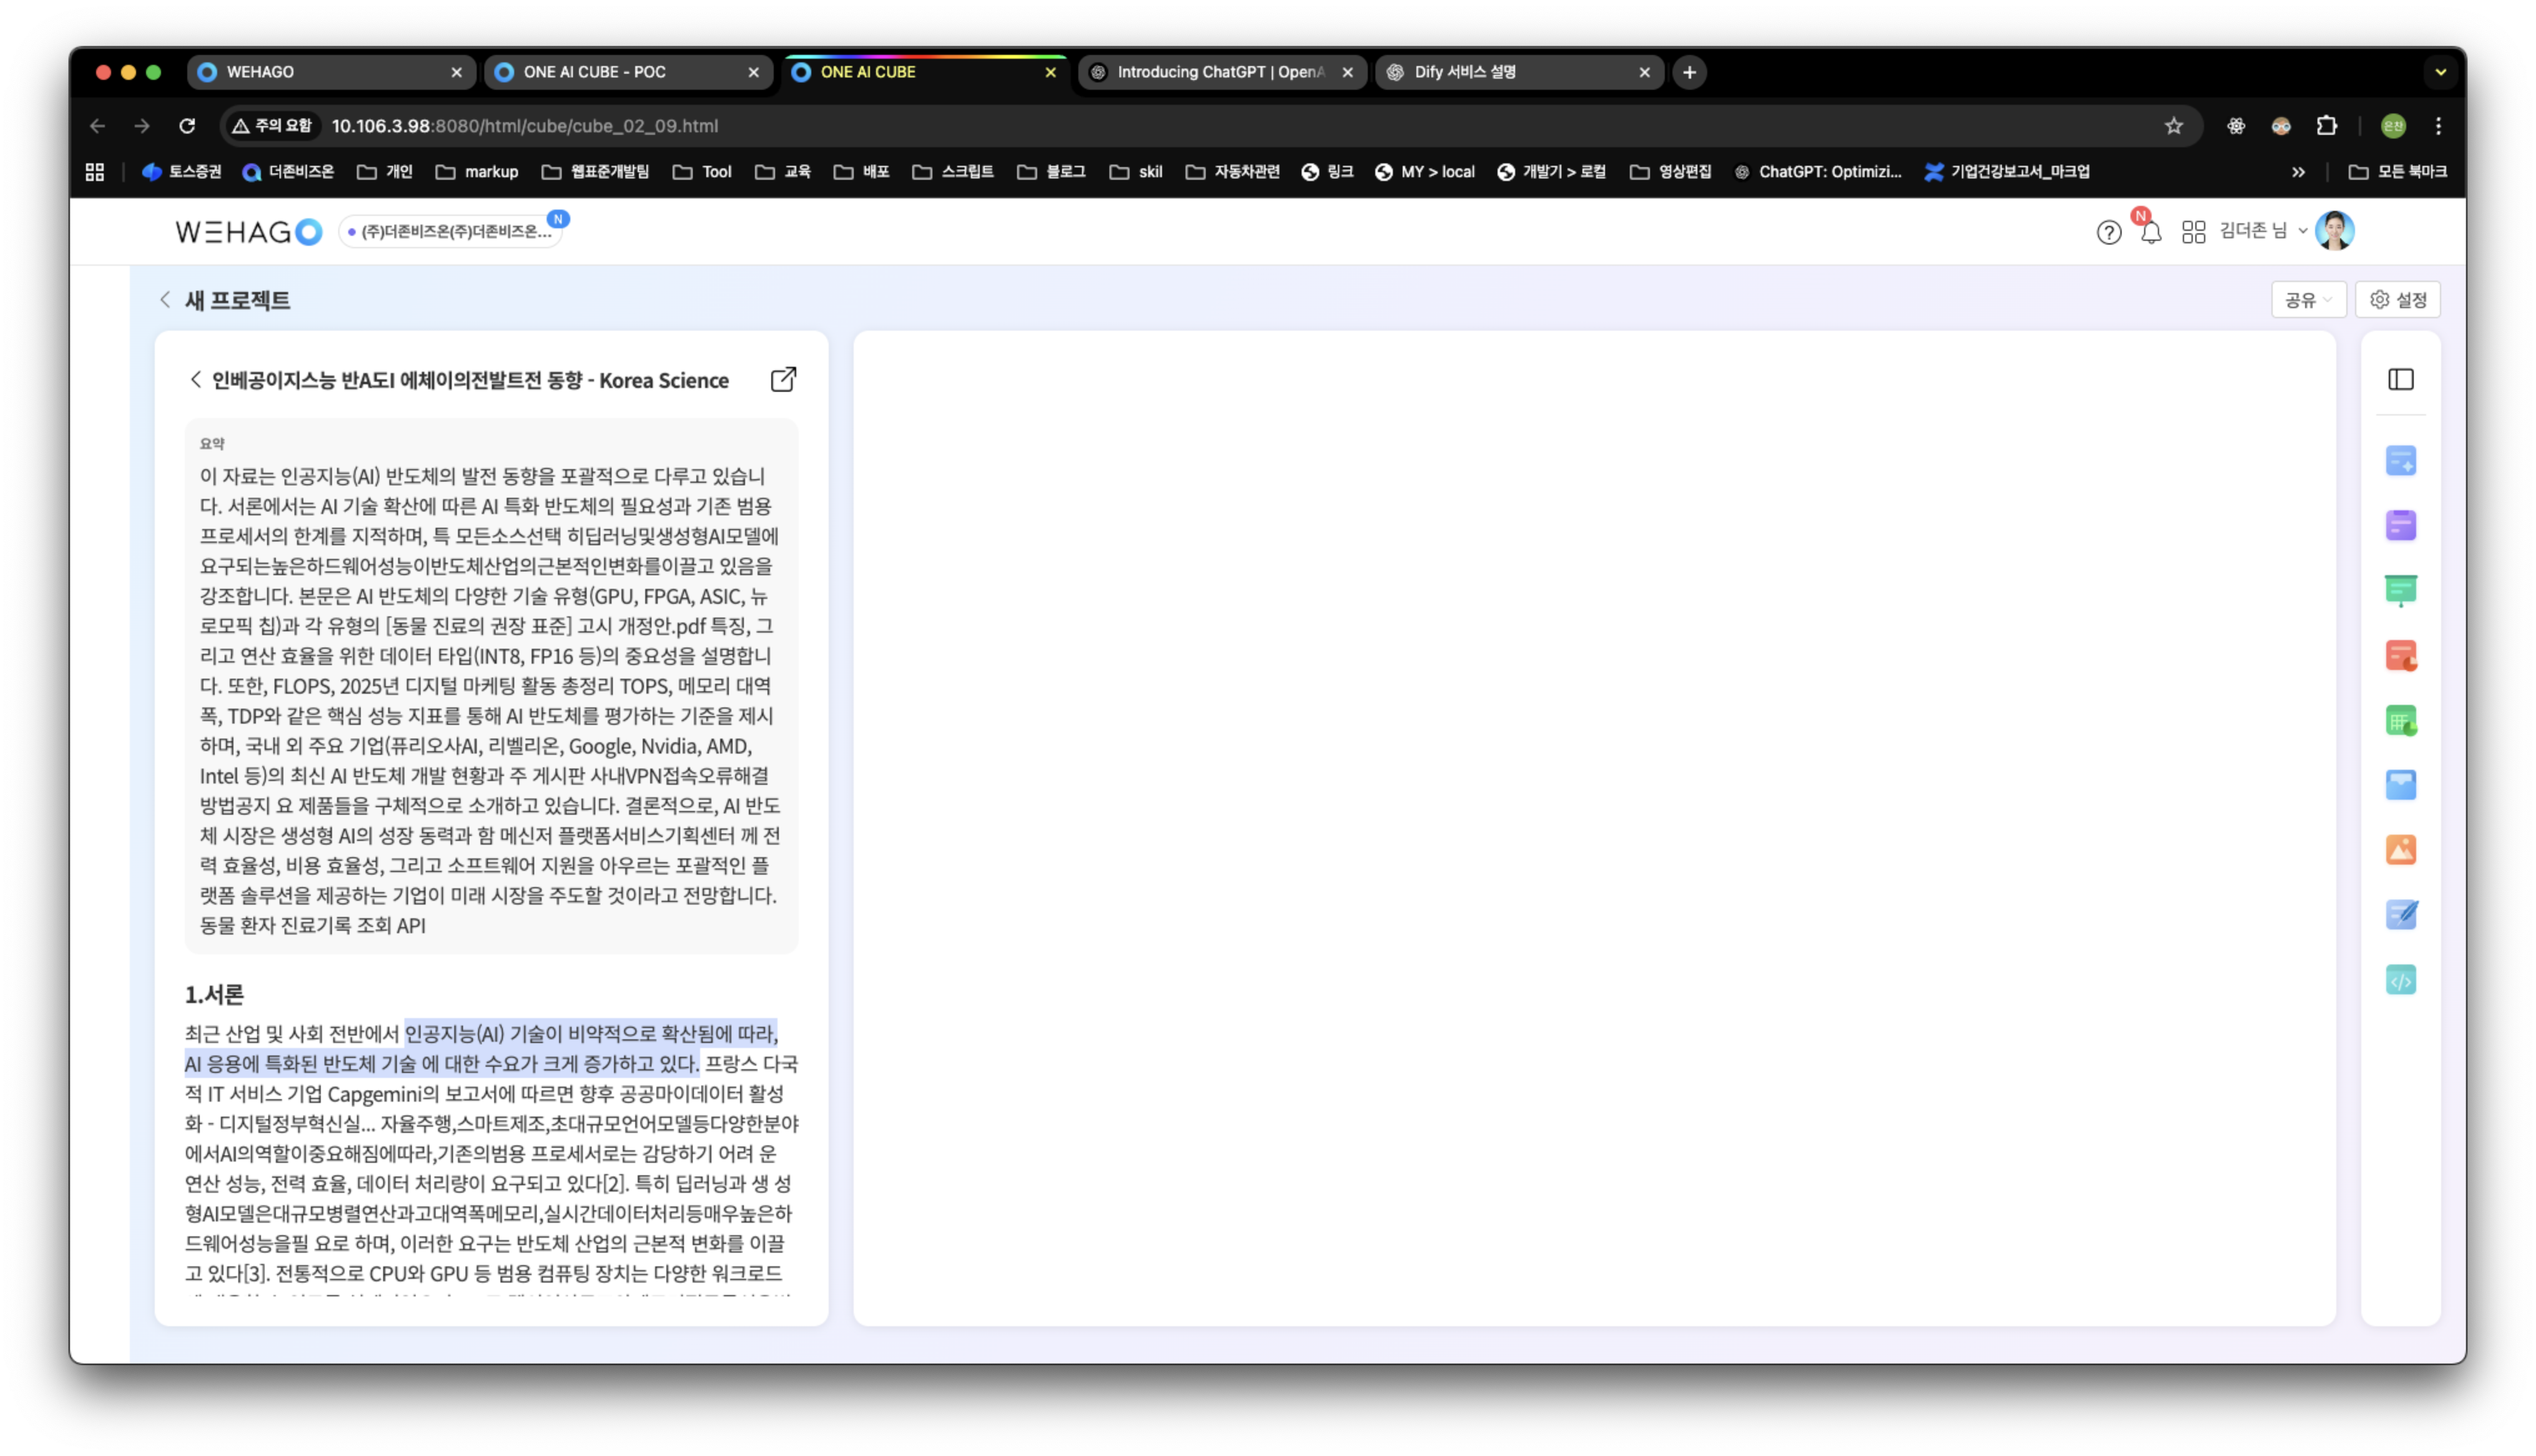 WEHAGO
ONE AI CUBE - POC
ONE AI CUBE
Introducing ChatGPT | OpenA
Dify 서비스 설명
주의 요함
10.106.3.98:8080/html/cube/cube_02_09.html
은찬
토스증권
더존비즈온
개인
markup
웹표준개발팀
Tool
교육
배포
스크립트
블로그
skil
자동차관련
링크
MY > local
개발기 > 로컬
영상편집
ChatGPT: Optimizi...
기업건강보고서_마크업
모든 북마크
WEHAGO
(주)더존비즈온(주)더존비즈온...
N
N
김더존 님
새 프로젝트
공유
설정
인베공이지스능 반A도I 에체이의전발트전 동향 - Korea Science
요약
이 자료는 인공지능(AI) 반도체의 발전 동향을 포괄적으로 다루고 있습니
다. 서론에서는 AI 기술 확산에 따른 AI 특화 반도체의 필요성과 기존 범용
프로세서의 한계를 지적하며, 특 모든소스선택 히딥러닝및생성형AI모델에
요구되는높은하드웨어성능이반도체산업의근본적인변화를이끌고 있음을
강조합니다. 본문은 AI 반도체의 다양한 기술 유형(GPU, FPGA, ASIC, 뉴
로모픽 칩)과 각 유형의 [동물 진료의 권장 표준] 고시 개정안.pdf 특징, 그
리고 연산 효율을 위한 데이터 타입(INT8, FP16 등)의 중요성을 설명합니
다. 또한, FLOPS, 2025년 디지털 마케팅 활동 총정리 TOPS, 메모리 대역
폭, TDP와 같은 핵심 성능 지표를 통해 AI 반도체를 평가하는 기준을 제시
하며, 국내 외 주요 기업(퓨리오사AI, 리벨리온, Google, Nvidia, AMD,
Intel 등)의 최신 AI 반도체 개발 현황과 주 게시판 사내VPN접속오류해결
방법공지 요 제품들을 구체적으로 소개하고 있습니다. 결론적으로, AI 반도
체 시장은 생성형 AI의 성장 동력과 함 메신저 플랫폼서비스기획센터 께 전
력 효율성, 비용 효율성, 그리고 소프트웨어 지원을 아우르는 포괄적인 플
랫폼 솔루션을 제공하는 기업이 미래 시장을 주도할 것이라고 전망합니다.
동물 환자 진료기록 조회 API
1.서론
최근 산업 및 사회 전반에서 인공지능(AI) 기술이 비약적으로 확산됨에 따라,
AI 응용에 특화된 반도체 기술 에 대한 수요가 크게 증가하고 있다. 프랑스 다국
적 IT 서비스 기업 Capgemini의 보고서에 따르면 향후 공공마이데이터 활성
화 - 디지털정부혁신실... 자율주행,스마트제조,초대규모언어모델등다양한분야
에서AI의역할이중요해짐에따라,기존의범용 프로세서로는 감당하기 어려 운
연산 성능, 전력 효율, 데이터 처리량이 요구되고 있다[2]. 특히 딥러닝과 생 성
형AI모델은대규모병렬연산과고대역폭메모리,실시간데이터처리등매우높은하
드웨어성능을필 요로 하며, 이러한 요구는 반도체 산업의 근본적 변화를 이끌
고 있다[3]. 전통적으로 CPU와 GPU 등 범용 컴퓨팅 장치는 다양한 워크로드